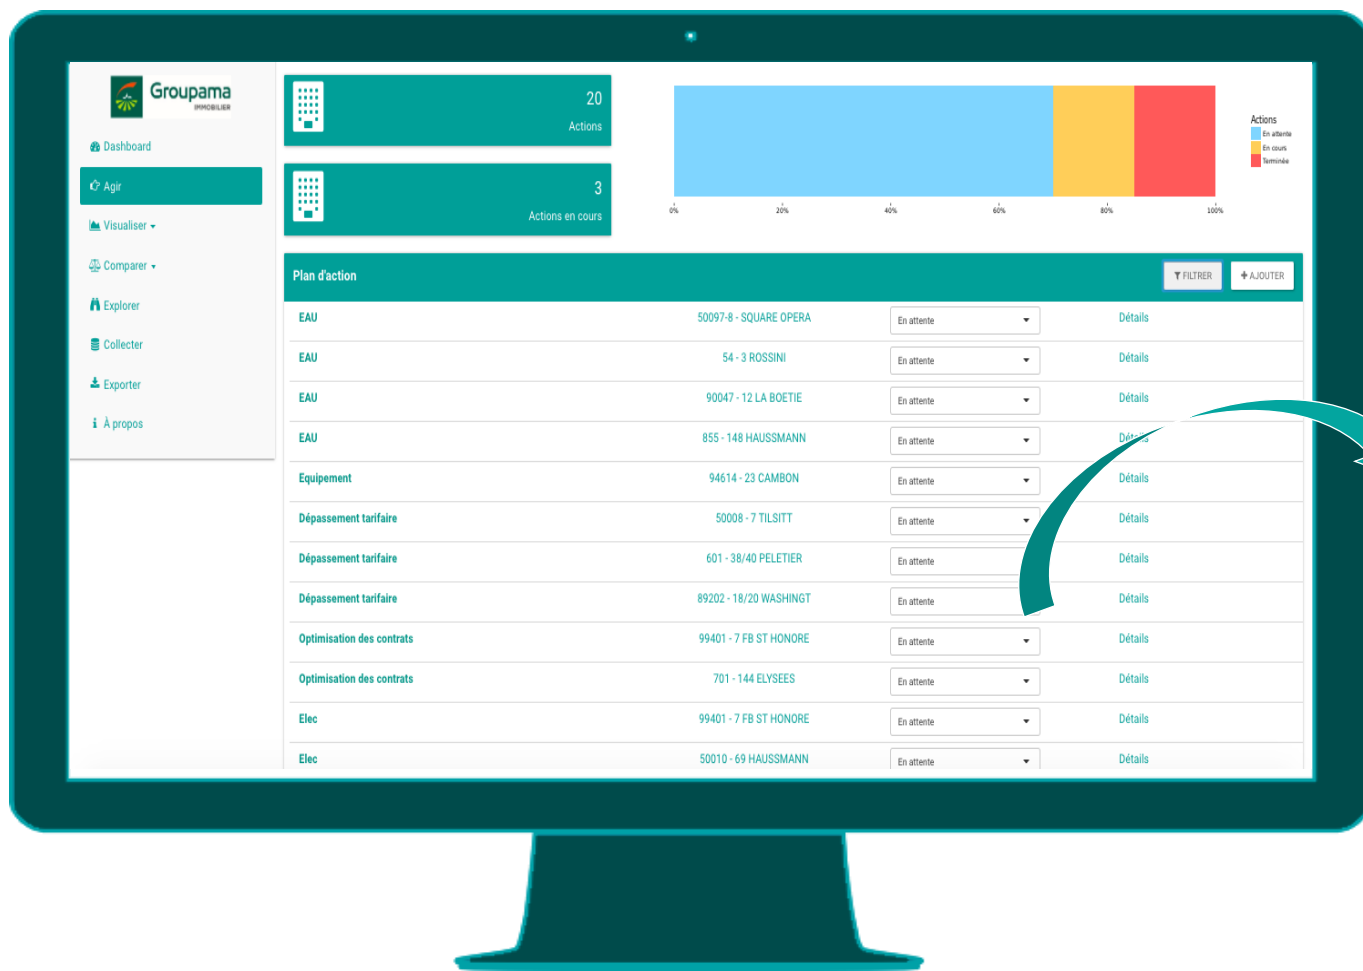 Groupama
IMMOBILIER
Dashboard
Agir
Visualiser
Comparer
Explorer
Collecter
Exporter
À propos
20
Actions
3
Actions en cours
Actions
En attente
En cours
Terminée
0% 20% 40% 60% 80% 100%
Plan d'action FILTRER AJOUTER
EAU 50097-8 - SQUARE OPERA En attente Détails
EAU 54 - 3 ROSSINI En attente Détails
EAU 90047 - 12 LA BOETIE En attente Détails
EAU 855 - 148 HAUSSMANN En attente Détails
Equipement 94614 - 23 CAMBON En attente Détails
Dépassement tarifaire 50008 - 7 TILSITT En attente Détails
Dépassement tarifaire 601 - 38/40 PELETIER En attente Détails
Dépassement tarifaire 89202 - 18/20 WASHINGT En attente Détails
Optimisation des contrats 99401 - 7 FB ST HONORE En attente Détails
Optimisation des contrats 701 - 144 ELYSEES En attente Détails
Elec 99401 - 7 FB ST HONORE En attente Détails
Elec 50010 - 69 HAUSSMANN En attente Détails